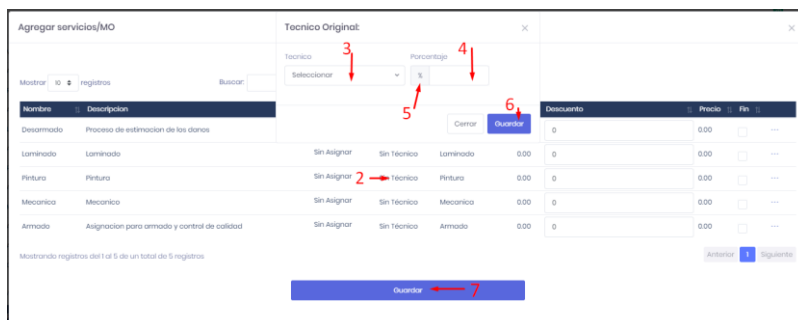 Agregar servicios/MO
Tecnico Original:
×
×
Tecnico
3
Porcentaje
4
Mostrar 10 registros
Buscar:
Seleccionar
%
5
6
Cerrar
Guardar
Nombre Descripcion Descuento Precio Fin
Desarmado Proceso de estimacion de los danos 0 0.00 ...
Laminado Laminado Sin Asignar Sin Técnico Laminado 0.00 0 0.00 ...
Pintura Pintura Sin Asignar 2 Sin Técnico Pintura 0.00 0 0.00 ...
Mecanica Mecanico Sin Asignar Sin Técnico Mecanica 0.00 0 0.00 ...
Armado Asignacion para armado y control de calidad Sin Asignar Sin Técnico Armado 0.00 0 0.00 ...
Mostrando registros del 1 al 5 de un total de 5 registros
Anterior 1 Siguiente
Guardar 7